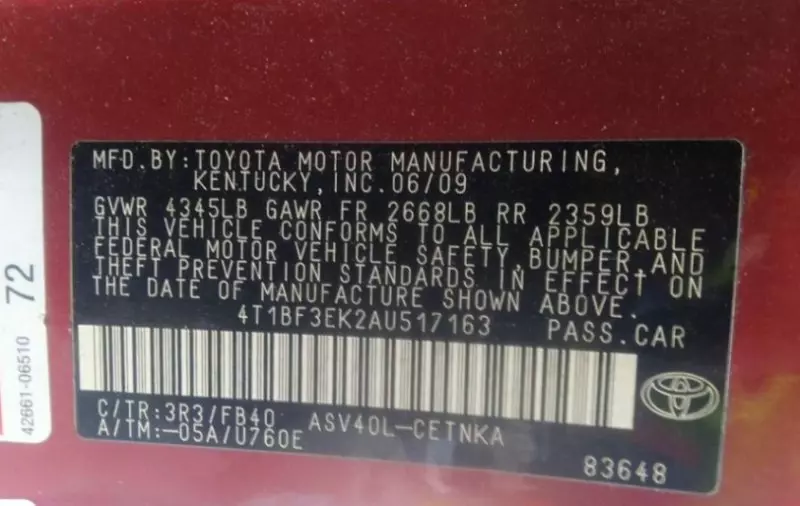 MFD.BY:TOYOTA MOTOR MANUFACTURING,
KENTUCKY,INC.06/09
GVWR 4345LB GAWR FR 2668LB RR 2359LB
THIS VEHICLE CONFORMS TO ALL APPLICABLE
FEDERAL MOTOR VEHICLE SAFETY,BUMPER,AND
THEFT PREVENTION STANDARDS IN EFFECT ON
THE DATE OF MANUFACTURE SHOWN ABOVE.
4T1BF3EK2AU517163 PASS.CAR
C/TR:3R3/FB40 ASV40L-CETNKA
A/TM:-05A/U760E
83648
72
42661-06510